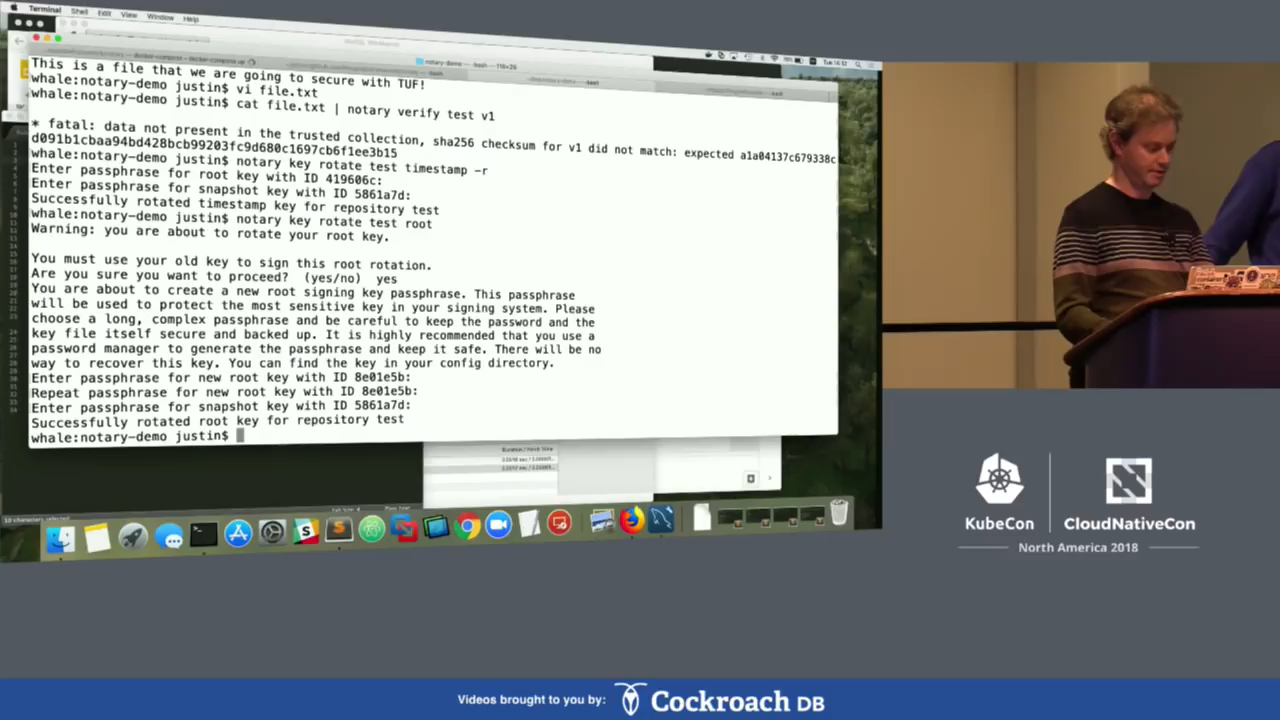 Terminal Shell Edit View Window Help
This is a file that we are going to secure with TUF!
whale:notary-demo justin$ vi file.txt
whale:notary-demo justin$ cat file.txt | notary verify test v1
* fatal: data not present in the trusted collection, sha256 checksum for v1 did not match: expected a1a04137c679338c
d091b1cbaa94bd428bcb99203fc9d680c1697cb6f1ee3b15
whale:notary-demo justin$ notary key rotate test timestamp -r
Enter passphrase for root key with ID 419606c:
Enter passphrase for snapshot key with ID 5861a7d:
Successfully rotated timestamp key for repository test
whale:notary-demo justin$ notary key rotate test root
Warning: you are about to rotate your root key.
You must use your old key to sign this root rotation.
Are you sure you want to proceed? (yes/no) yes
You are about to create a new root signing key passphrase. This passphrase
will be used to protect the most sensitive key in your signing system. Please
choose a long, complex passphrase and be careful to keep the password and the
key file itself secure and backed up. It is highly recommended that you use a
password manager to generate the passphrase and keep it safe. There will be no
way to recover this key. You can find the key in your config directory.
Enter passphrase for new root key with ID 8e01e5b:
Repeat passphrase for new root key with ID 8e01e5b:
Enter passphrase for snapshot key with ID 5861a7d:
Successfully rotated root key for repository test
whale:notary-demo justin$
KubeCon
CloudNativeCon
North America 2018
Videos brought to you by:
Cockroach DB